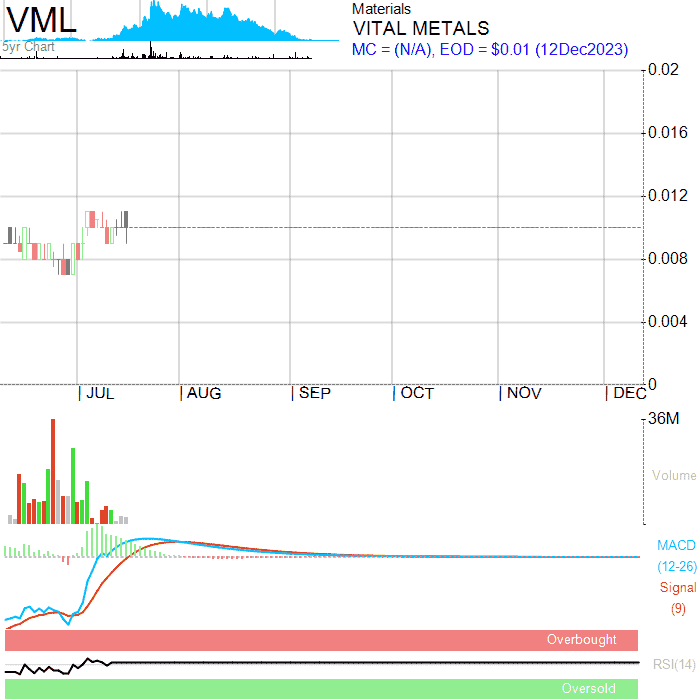 VML
5yr Chart
Materials
VITAL METALS
MC = (N/A), EOD = $0.01 (12Dec2023)
0.02
0.016
0.012
0.008
0.004
0
| JUL | AUG | SEP | OCT | NOV | DEC
36M
Volume
MACD
(12-26)
Signal
(9)
Overbought
RSI(14)
Oversold